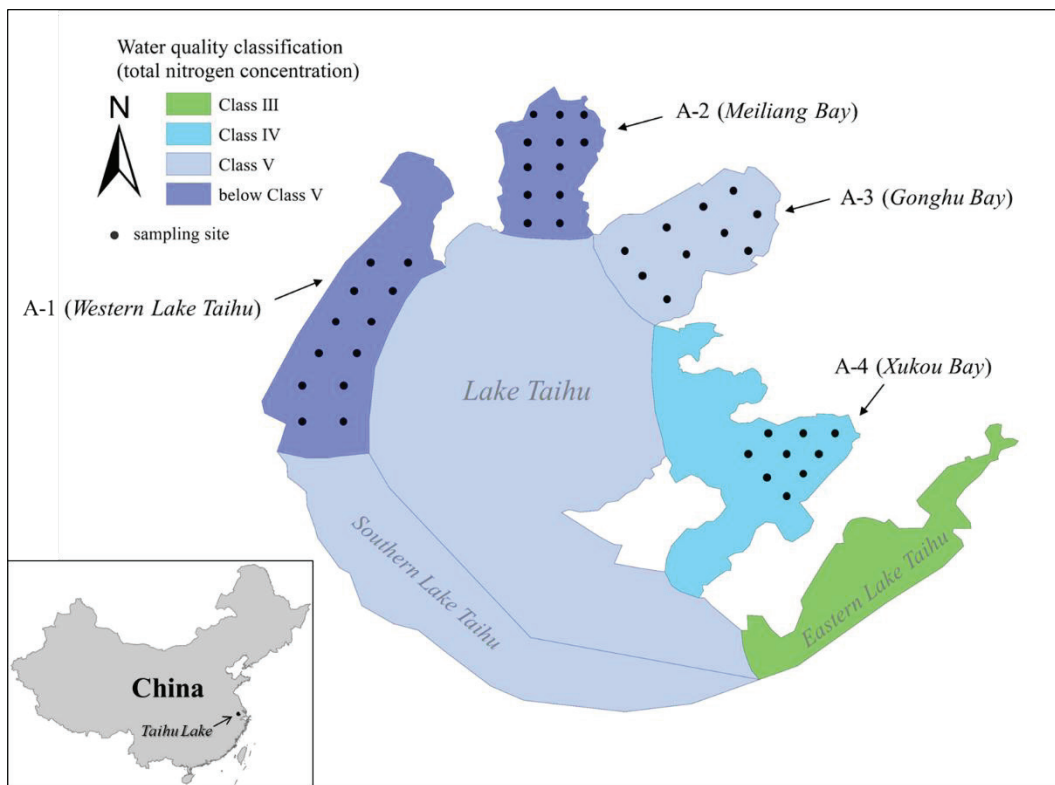 Water quality classification
(total nitrogen concentration)
N
Class III
Class IV
Class V
below Class V
sampling site
A-2 (Meiliang Bay)
A-3 (Gonghu Bay)
A-1 (Western Lake Taihu)
A-4 (Xukou Bay)
Lake Taihu
Southern Lake Taihu
Eastern Lake Taihu
China
Taihu Lake